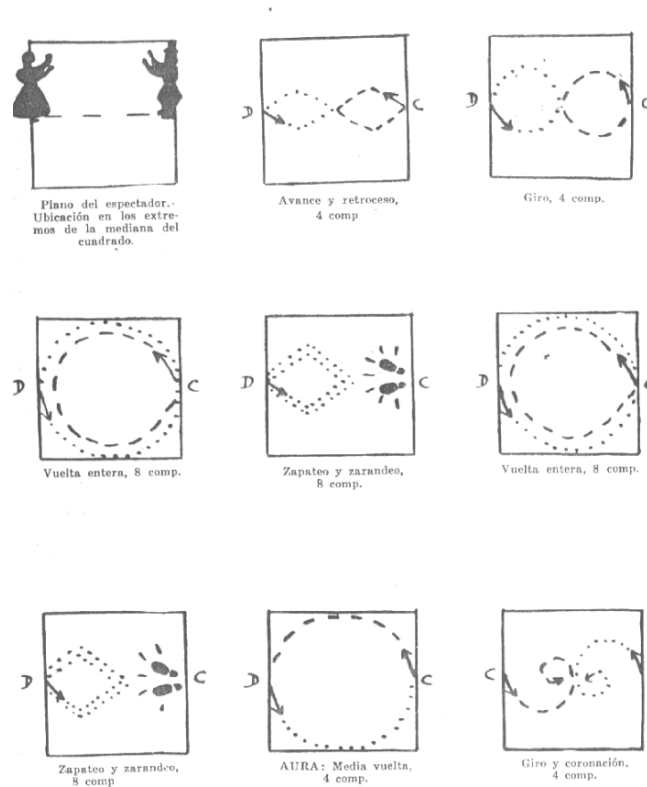 D
C
D
C
Plano del espectador.
Ubicación en los extre-
mos de la mediana del
cuadrado.
Avance y retroceso,
4 comp
Giro, 4 comp.
D
C
D
C
D
C
Vuelta entera, 8 comp.
Zapateo y zarandeo,
8 comp.
Vuelta entera, 8 comp.
D
C
D
C
C
Zapateo y zarandeo,
8 comp
AURA: Media vuelta,
4 comp.
Giro y coronación,
4 comp.